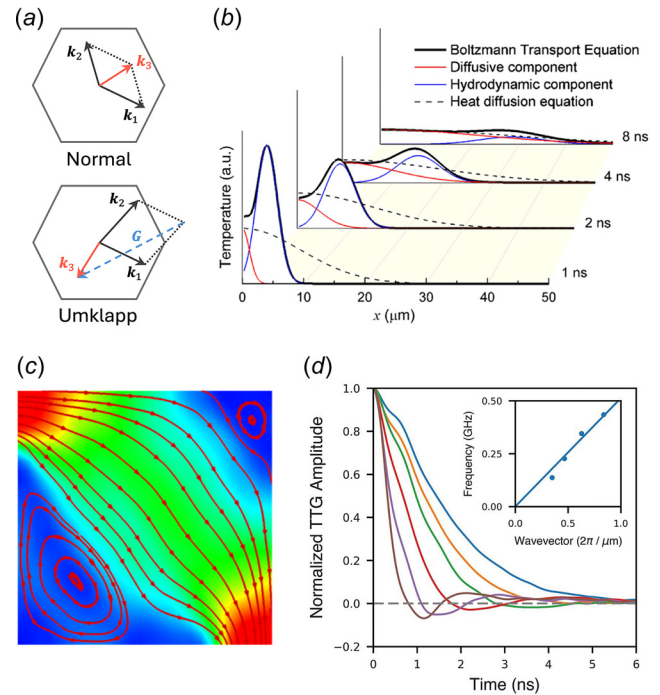 (a)
k2
k3
k1
Normal
k2
G
k3
k1
Umklapp
(b)
Boltzmann Transport Equation
Diffusive component
Hydrodynamic component
Heat diffusion equation
8 ns
4 ns
2 ns
1 ns
Temperature (a.u.)
0 10 20 30 40 50
x (μm)
(c)
(d)
1.0
0.8
0.6
0.4
0.2
0.0
−0.2
Normalized TTG Amplitude
0 1 2 3 4 5 6
Time (ns)
0.50
0.25
0.00
Frequency (GHz)
0.0 0.5 1.0
Wavevector (2π / μm)